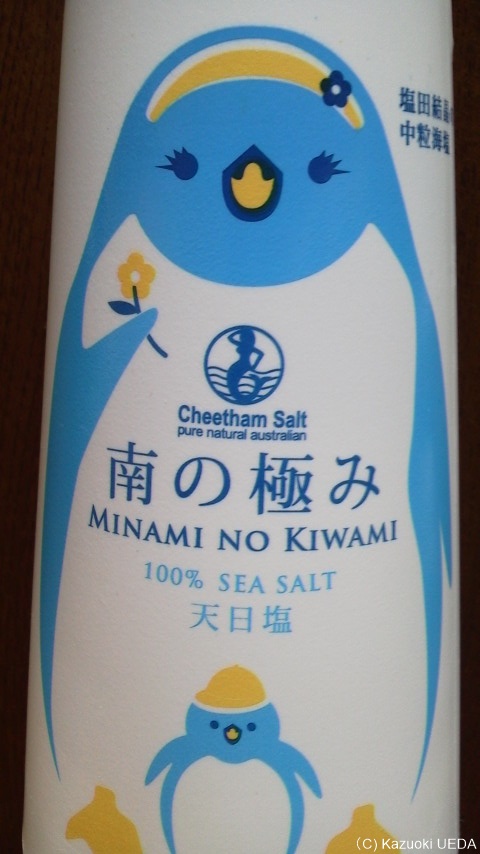 塩田結晶
中粒海塩
Cheetham Salt
pure natural australian
南の極み
MINAMI NO KIWAMI
100% SEA SALT
天日塩
(C) Kazuoki UEDA